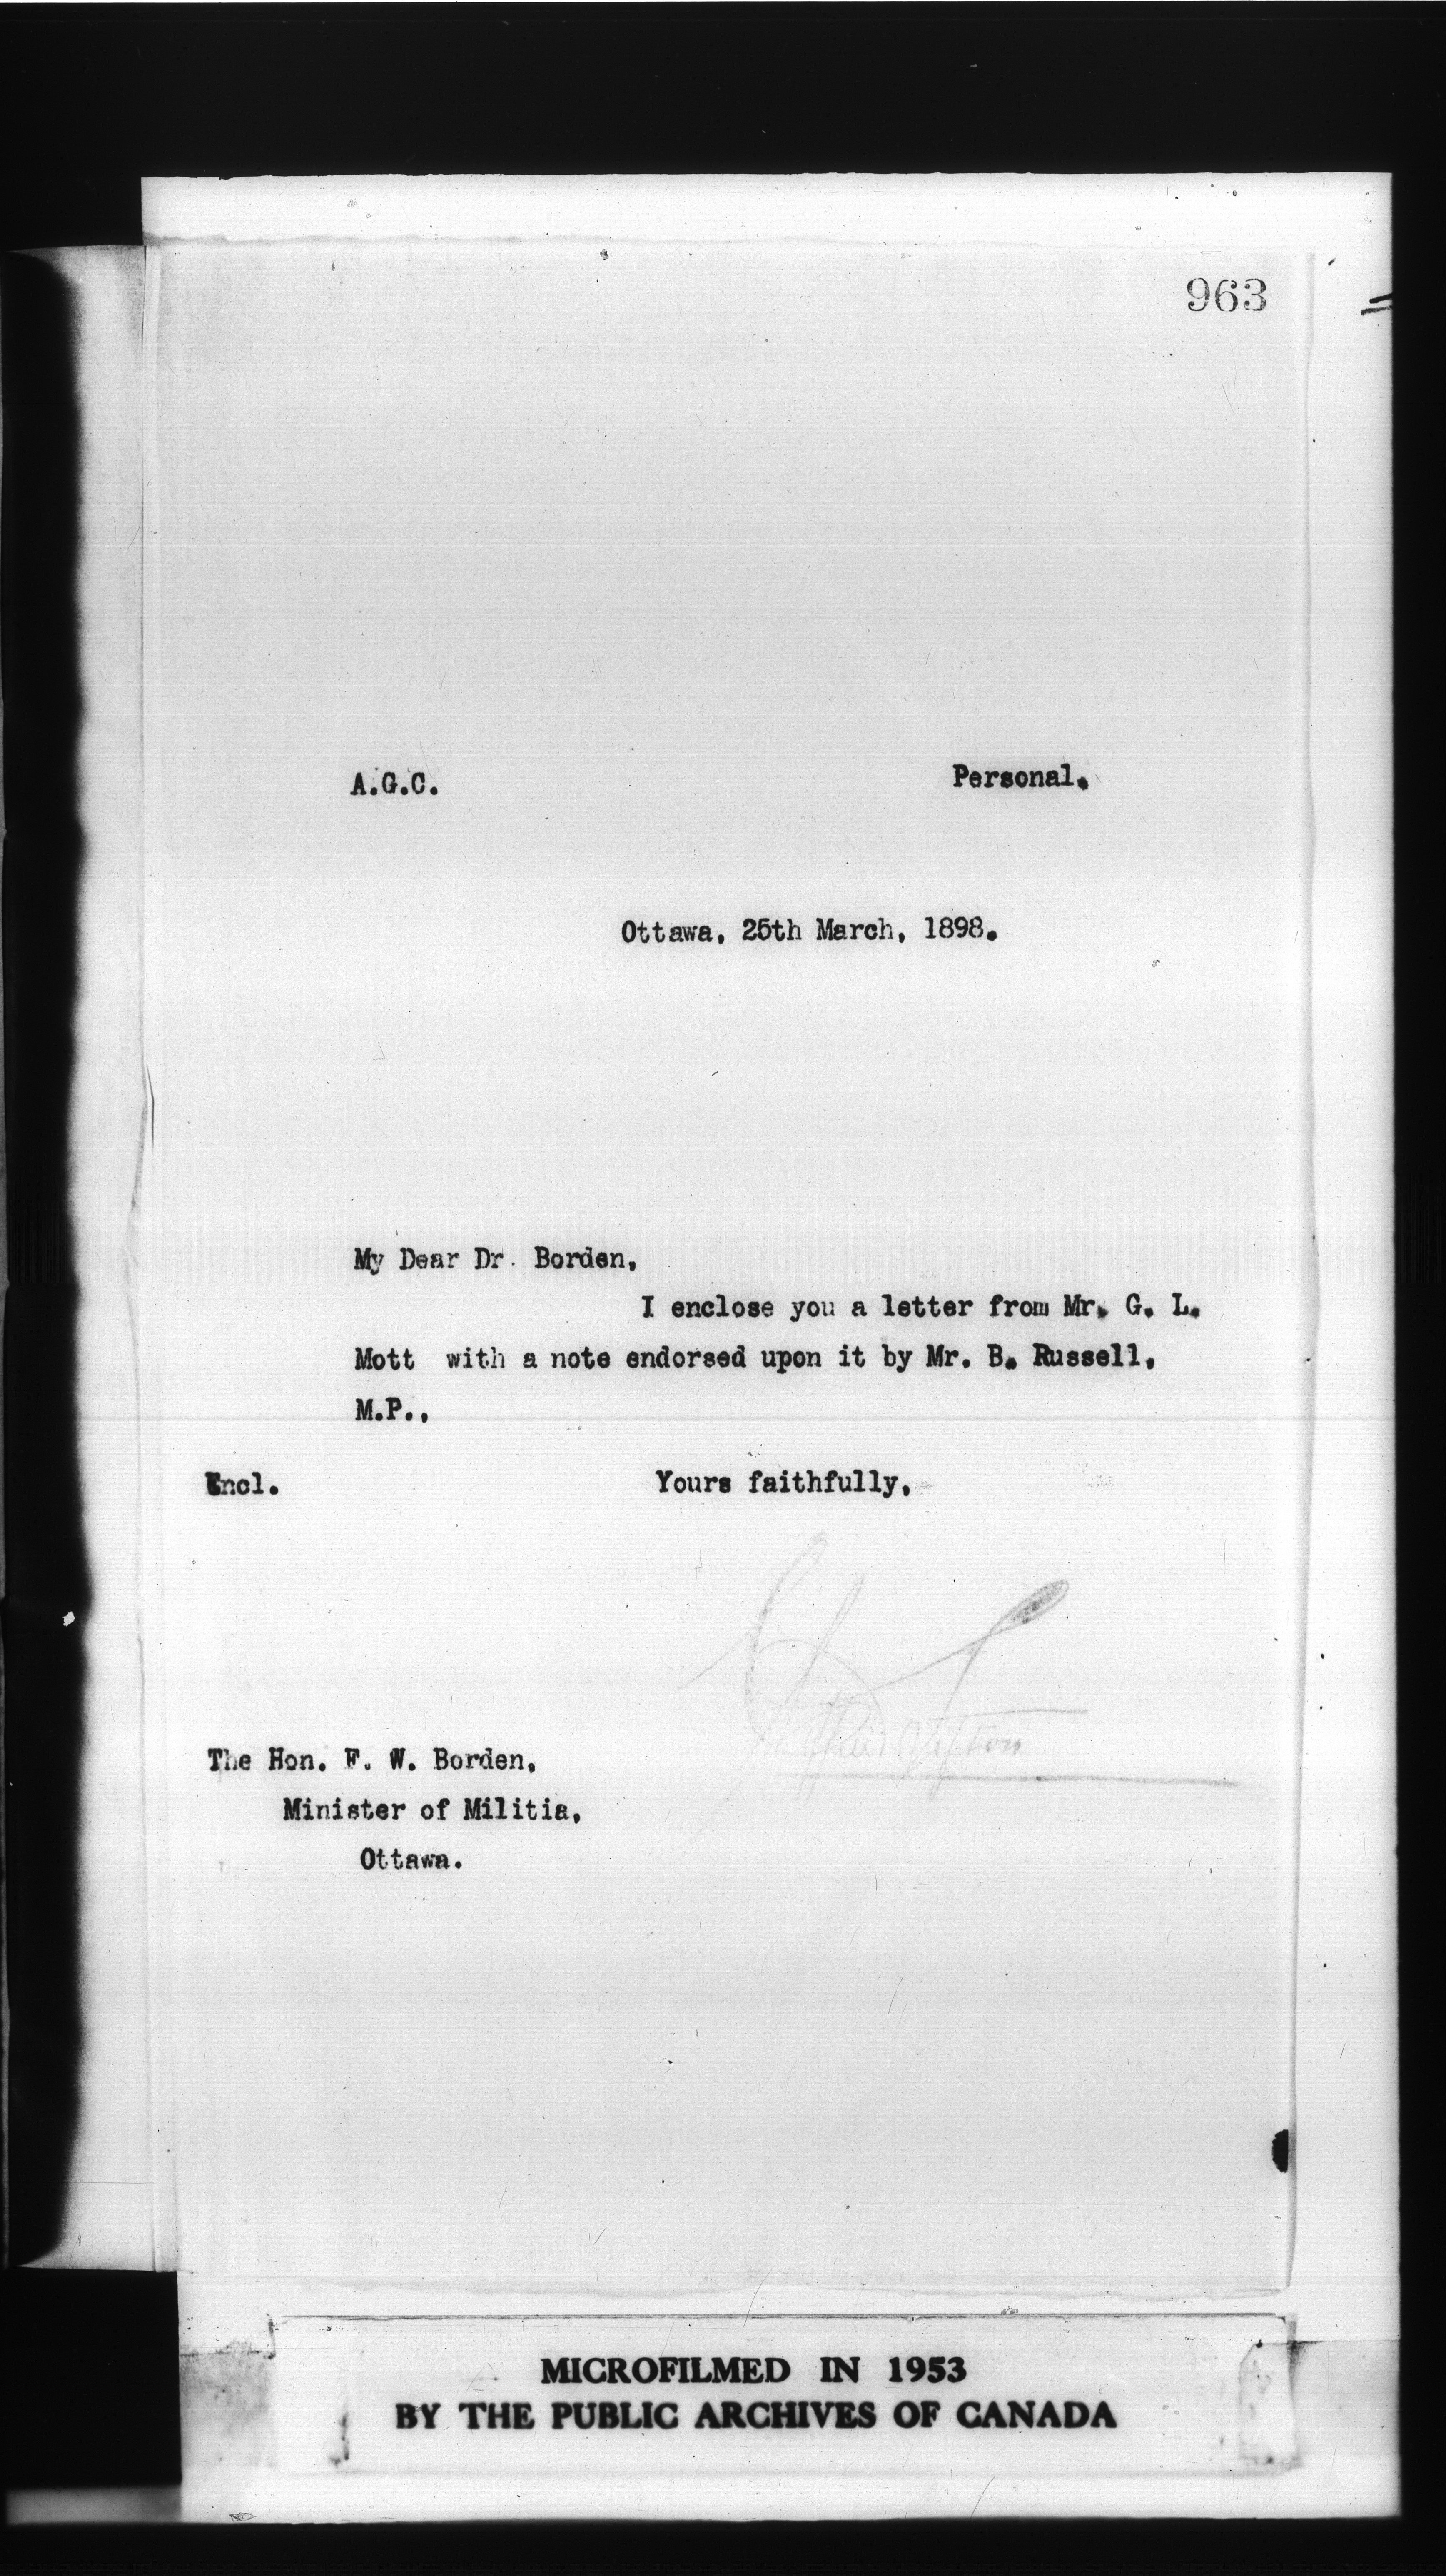 963
A.G.C. Personal.
Ottawa, 25th March, 1898.
My Dear Dr. Borden,
I enclose you a letter from Mr. G. L.
Mott with a note endorsed upon it by Mr. B. Russell,
M.P.,
Encl. Yours faithfully,
Clifford Sifton
The Hon. F. W. Borden,
Minister of Militia,
Ottawa.
MICROFILMED IN 1953
BY THE PUBLIC ARCHIVES OF CANADA